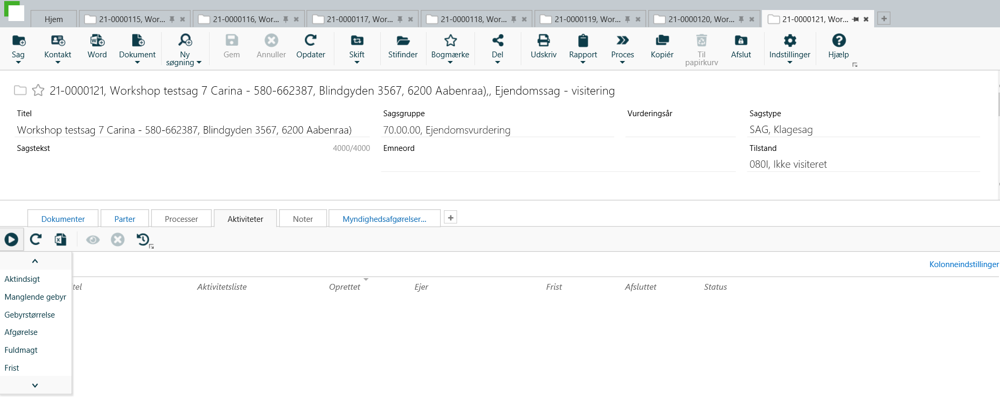 Hjem
21-0000115, Wor...
21-0000116, Wor...
21-0000117, Wor...
21-0000118, Wor...
21-0000119, Wor...
21-0000120, Wor...
21-0000121, Wor...
Sag
Kontakt
Word
Dokument
Ny søgning
Gem
Annuller
Opdater
Skift
Stifinder
Bogmærke
Del
Udskriv
Rapport
Proces
Kopiér
Til papirkurv
Afslut
Indstillinger
Hjælp
21-0000121, Workshop testsag 7 Carina - 580-662387, Blindgyden 3567, 6200 Aabenraa),, Ejendomssag - visitering
Titel
Sagsgruppe
Vurderingsår
Sagstype
Workshop testsag 7 Carina - 580-662387, Blindgyden 3567, 6200 Aabenraa)
70.00.00, Ejendomsvurdering
SAG, Klagesag
Sagstekst
4000/4000
Emneord
Tilstand
080I, Ikke visiteret
Dokumenter
Parter
Processer
Aktiviteter
Noter
Myndighedsafgørelser...
Kolonneindstillinger
tel
Aktivitetsliste
Oprettet
Ejer
Frist
Afsluttet
Status
Aktindsigt
Manglende gebyr
Gebyrstørrelse
Afgørelse
Fuldmagt
Frist